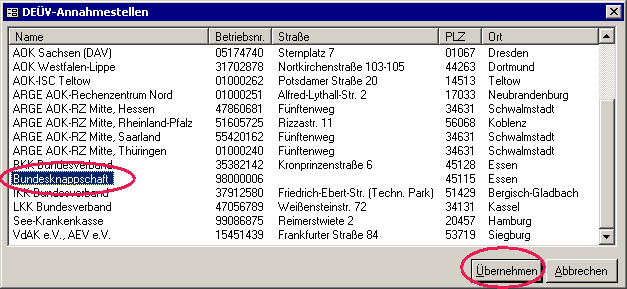 DEÜV-Annahmestellen
Name Betriebsnr. Straße PLZ Ort
AOK Sachsen (DAV) 05174740 Sternplatz 7 01067 Dresden
AOK Westfalen-Lippe 31702878 Nortkirchenstraße 103-105 44263 Dortmund
AOK-ISC Teltow 01000262 Potsdamer Straße 20 14513 Teltow
ARGE AOK-Rechenzentrum Nord 01000251 Alfred-Lythall-Str. 1 17033 Neubrandenburg
ARGE AOK-RZ Mitte, Hessen 47860681 Fünftenweg 34631 Schwalmstadt
ARGE AOK-RZ Mitte, Rheinland-Pfalz 51605725 Rizzastr. 11 56068 Koblenz
ARGE AOK-RZ Mitte, Saarland 55420162 Fünftenweg 34631 Schwalmstadt
ARGE AOK-RZ Mitte, Thüringen 01000240 Fünftenweg 34631 Schwalmstadt
BKK Bundesverband 35382142 Kronprinzenstraße 6 45128 Essen
Bundesknappschaft 98000006 45115 Essen
IKK Bundesverband 37912580 Friedrich-Ebert-Str. (Techn. Park) 51429 Bergisch-Gladbach
LKK Bundesverband 47056789 Weißensteinstr. 72 34131 Kassel
See-Krankenkasse 99086875 Reimerstwiete 2 20457 Hamburg
VdAK e.V., AEV e.V. 15451439 Frankfurter Straße 84 53719 Siegburg
Übernehmen Abbrechen